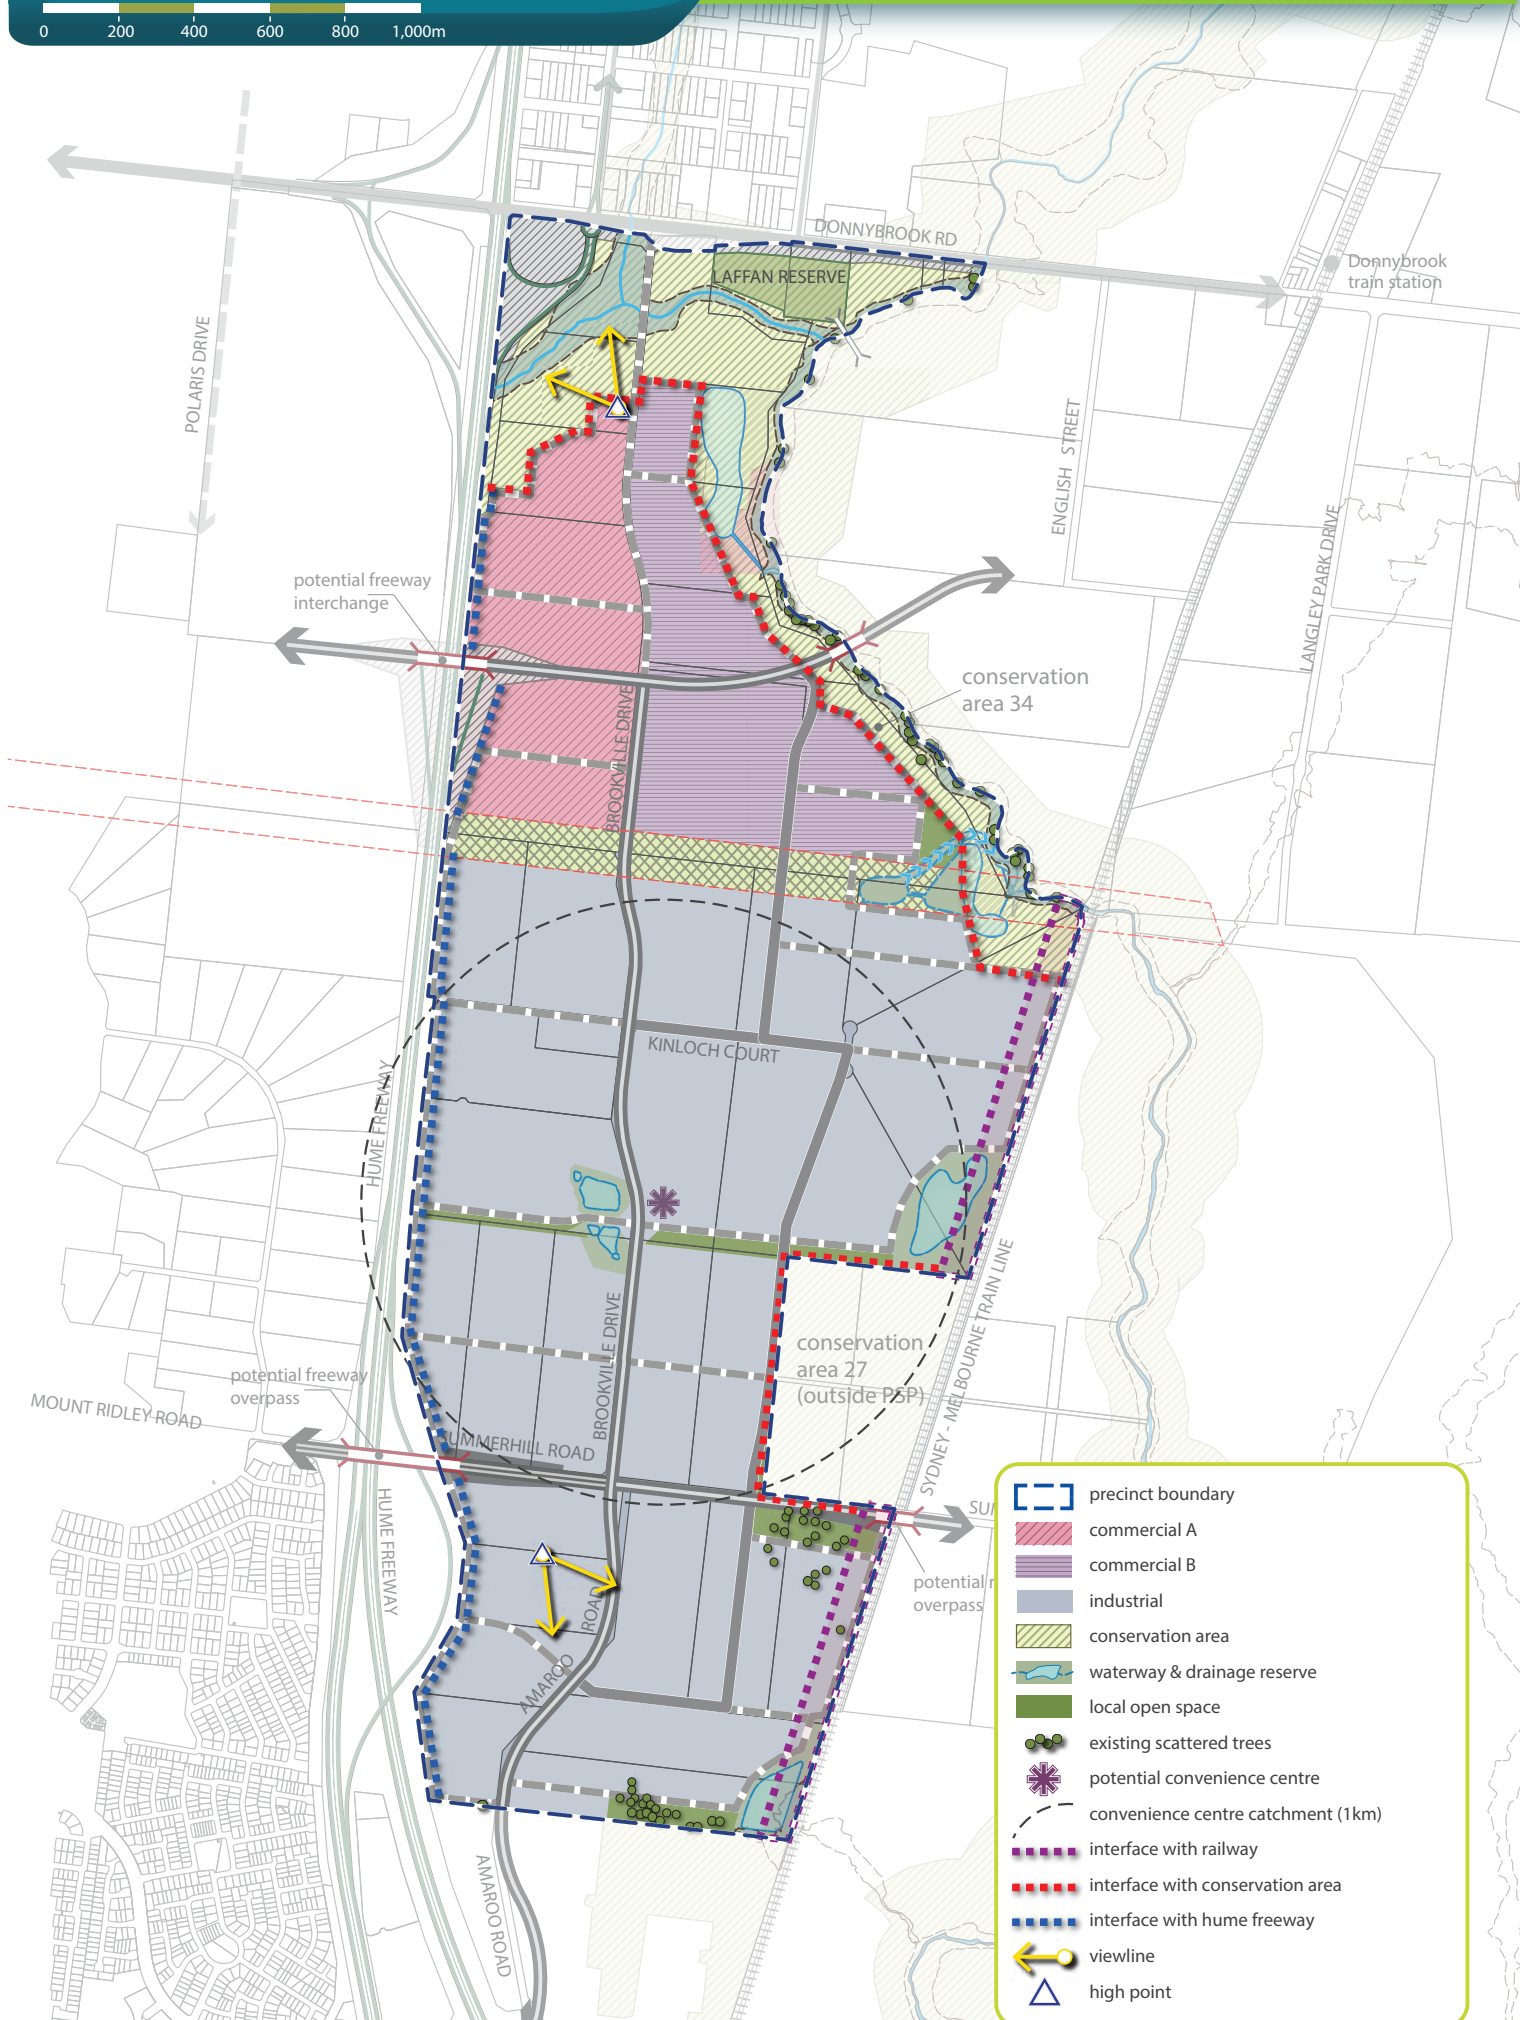 0 200 400 600 800 1,000m
DONNYBROOK RD
Donnybrook
train station
LAFFAN RESERVE
POLARIS DRIVE
ENGLISH STREET
LANGLEY PARK DRIVE
potential freeway
interchange
conservation
area 34
BROOKVILLE DRIVE
KINLOCH COURT
HUME FREEWAY
SYDNEY - MELBOURNE TRAIN LINE
BROOKVILLE DRIVE
conservation
area 27
(outside PSP)
potential freeway
overpass
MOUNT RIDLEY ROAD
SUMMERHILL ROAD
HUME FREEWAY
SU
potential r
overpass
AMAROO ROAD
AMAROO ROAD
precinct boundary
commercial A
commercial B
industrial
conservation area
waterway & drainage reserve
local open space
existing scattered trees
potential convenience centre
convenience centre catchment (1km)
interface with railway
interface with conservation area
interface with hume freeway
viewline
high point